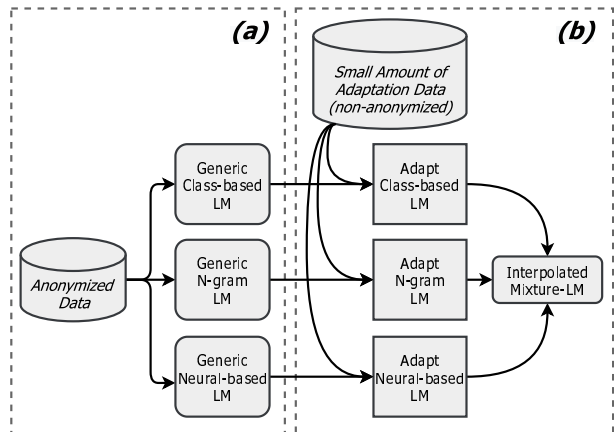 (a)
(b)
Small Amount of
Adaptation Data
(non-anonymized)
Generic
Class-based
LM
Adapt
Class-based
LM
Anonymized
Data
Generic
N-gram
LM
Adapt
N-gram
LM
Interpolated
Mixture-LM
Generic
Neural-based
LM
Adapt
Neural-based
LM